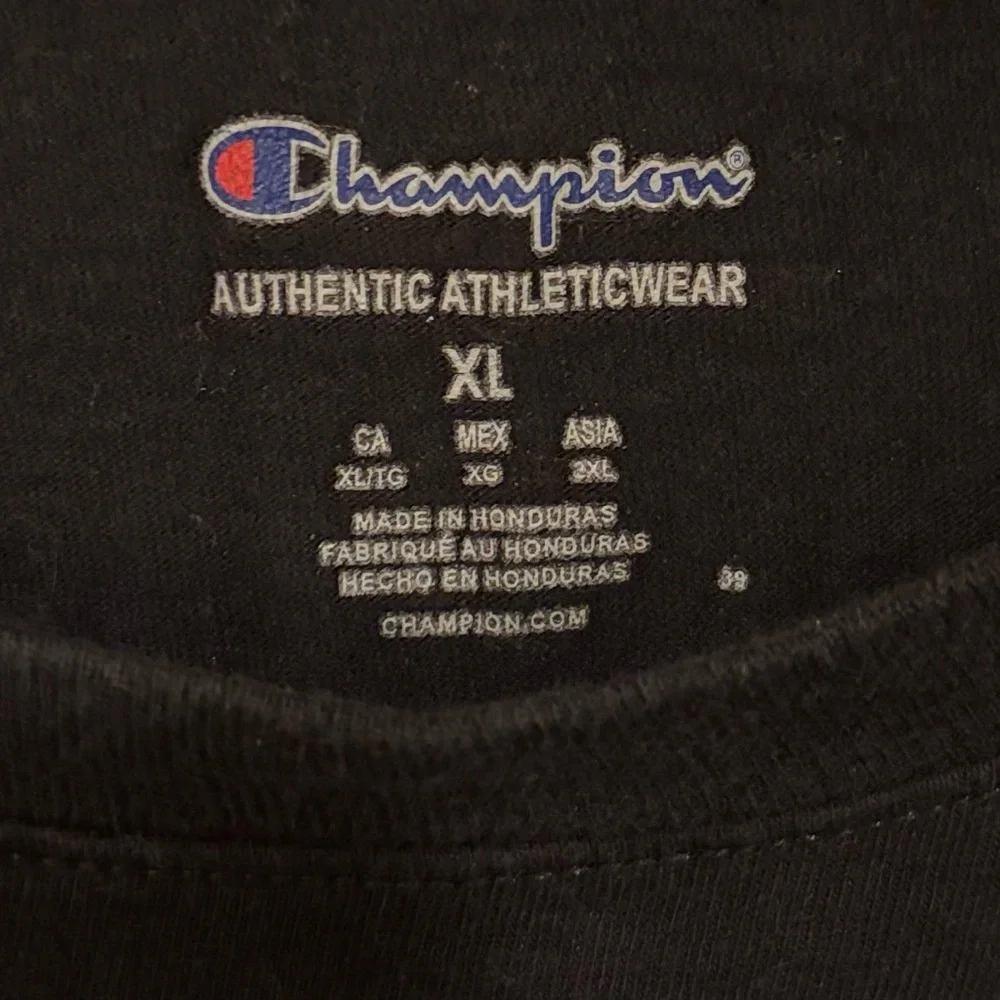 Champion®
AUTHENTIC ATHLETICWEAR
XL
CA MEX ASIA
XL/TG XG 2XL
MADE IN HONDURAS
FABRIQUÉ AU HONDURAS
HECHO EN HONDURAS
39
CHAMPION.COM